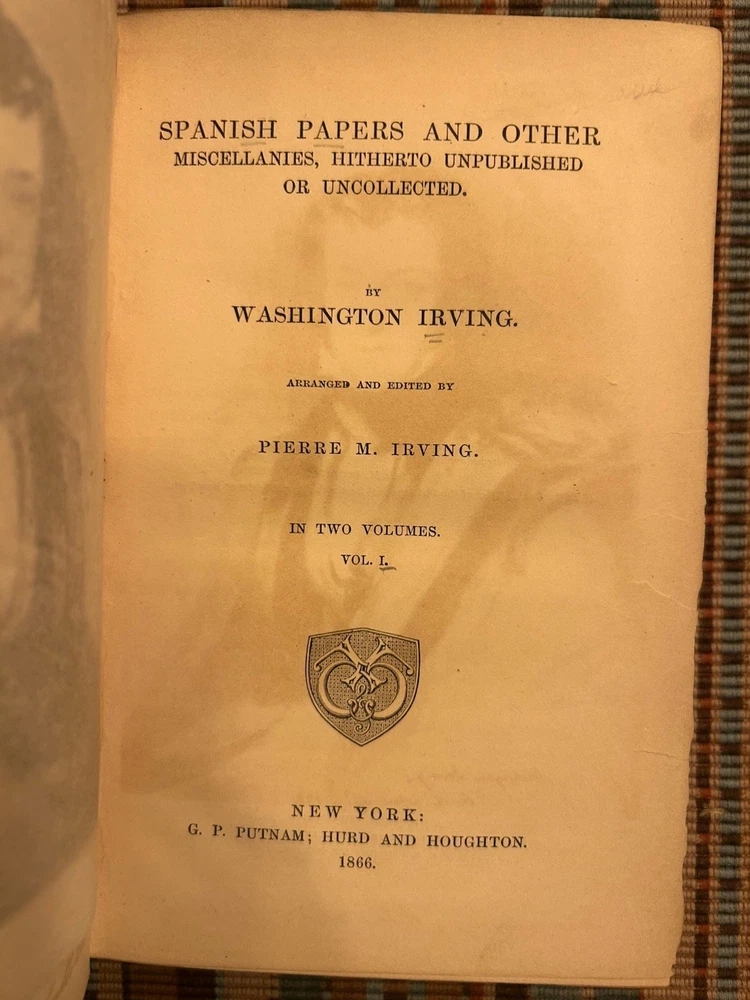 SPANISH PAPERS AND OTHER
MISCELLANIES, HITHERTO UNPUBLISHED
OR UNCOLLECTED.
BY
WASHINGTON IRVING.
ARRANGED AND EDITED BY
PIERRE M. IRVING.
IN TWO VOLUMES.
VOL. I.
NEW YORK:
G. P. PUTNAM; HURD AND HOUGHTON.
1866.